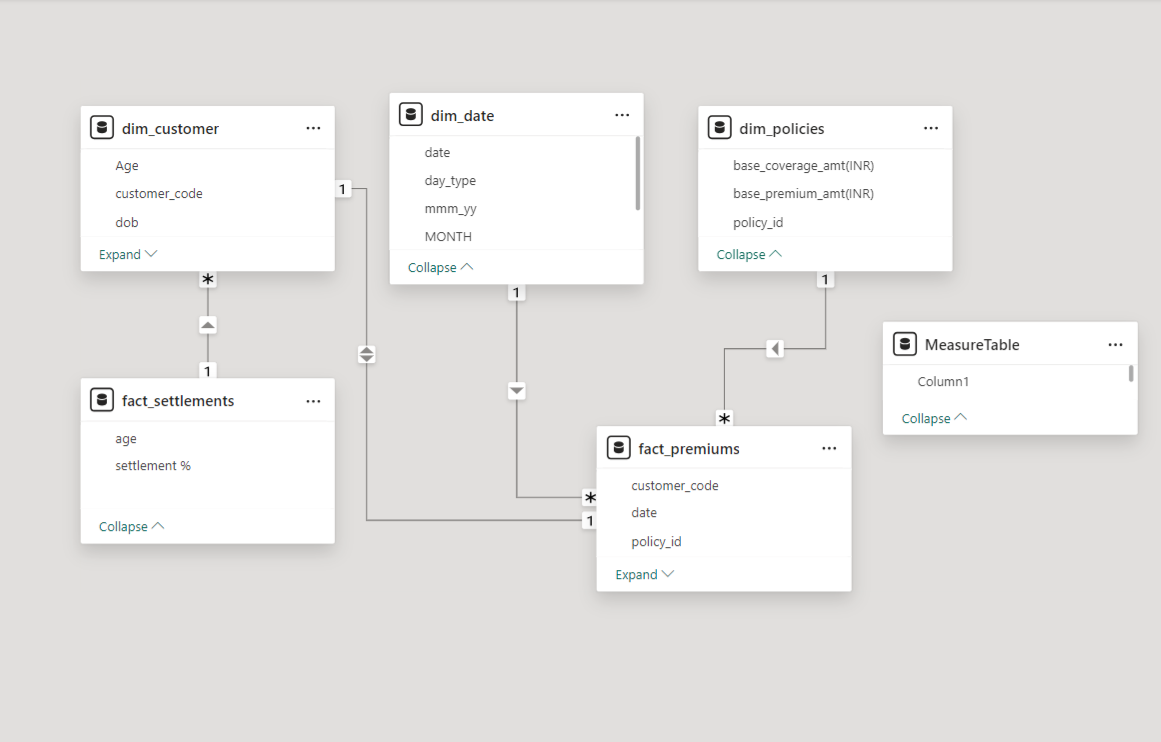 dim_customer
Age
customer_code
dob
Expand
1
*
1
fact_settlements
age
settlement %
Collapse
dim_date
date
day_type
mmm_yy
MONTH
Collapse
1
dim_policies
base_coverage_amt(INR)
base_premium_amt(INR)
policy_id
Collapse
1
*
*
1
fact_premiums
customer_code
date
policy_id
Expand
MeasureTable
Column1
Collapse